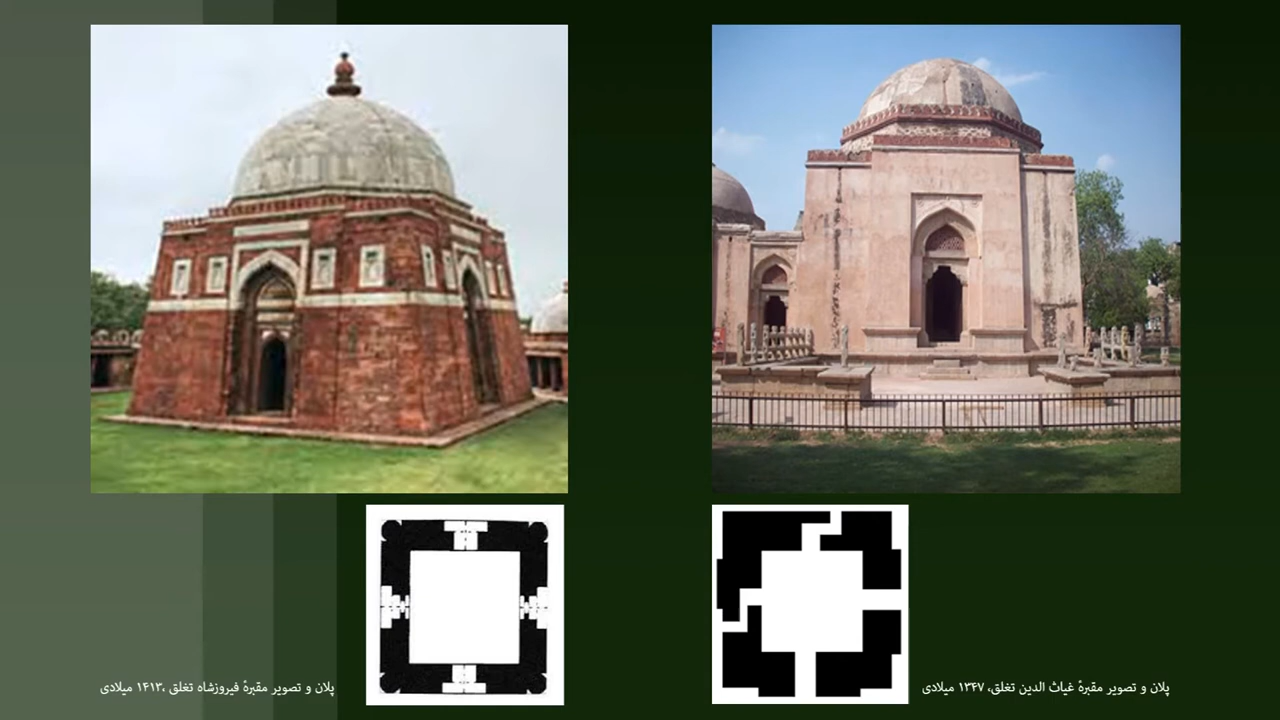 پلان و تصویر مقبرهٔ غیاث الدین تغلق، ۱۳۴۷ میلادی
پلان و تصویر مقبرهٔ فیروزشاه تغلق ،۱۴۱۳ میلادی